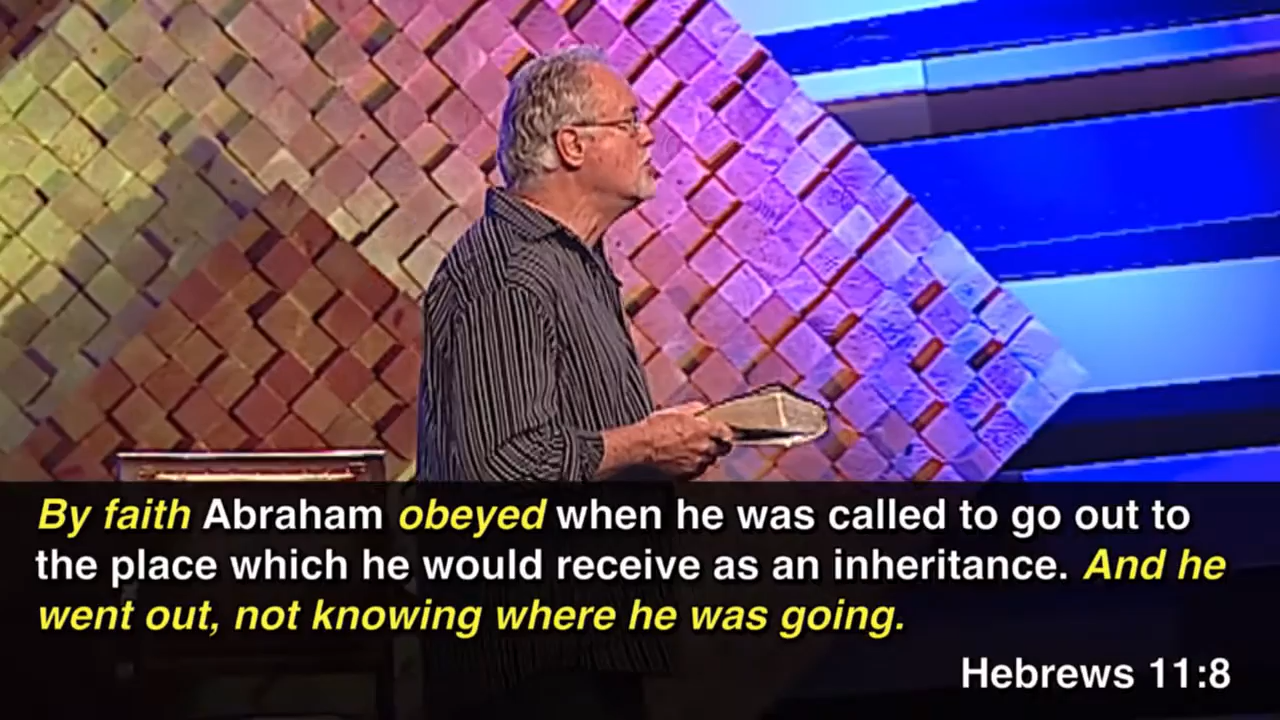 By faith Abraham obeyed when he was called to go out to
the place which he would receive as an inheritance. And he
went out, not knowing where he was going.
Hebrews 11:8